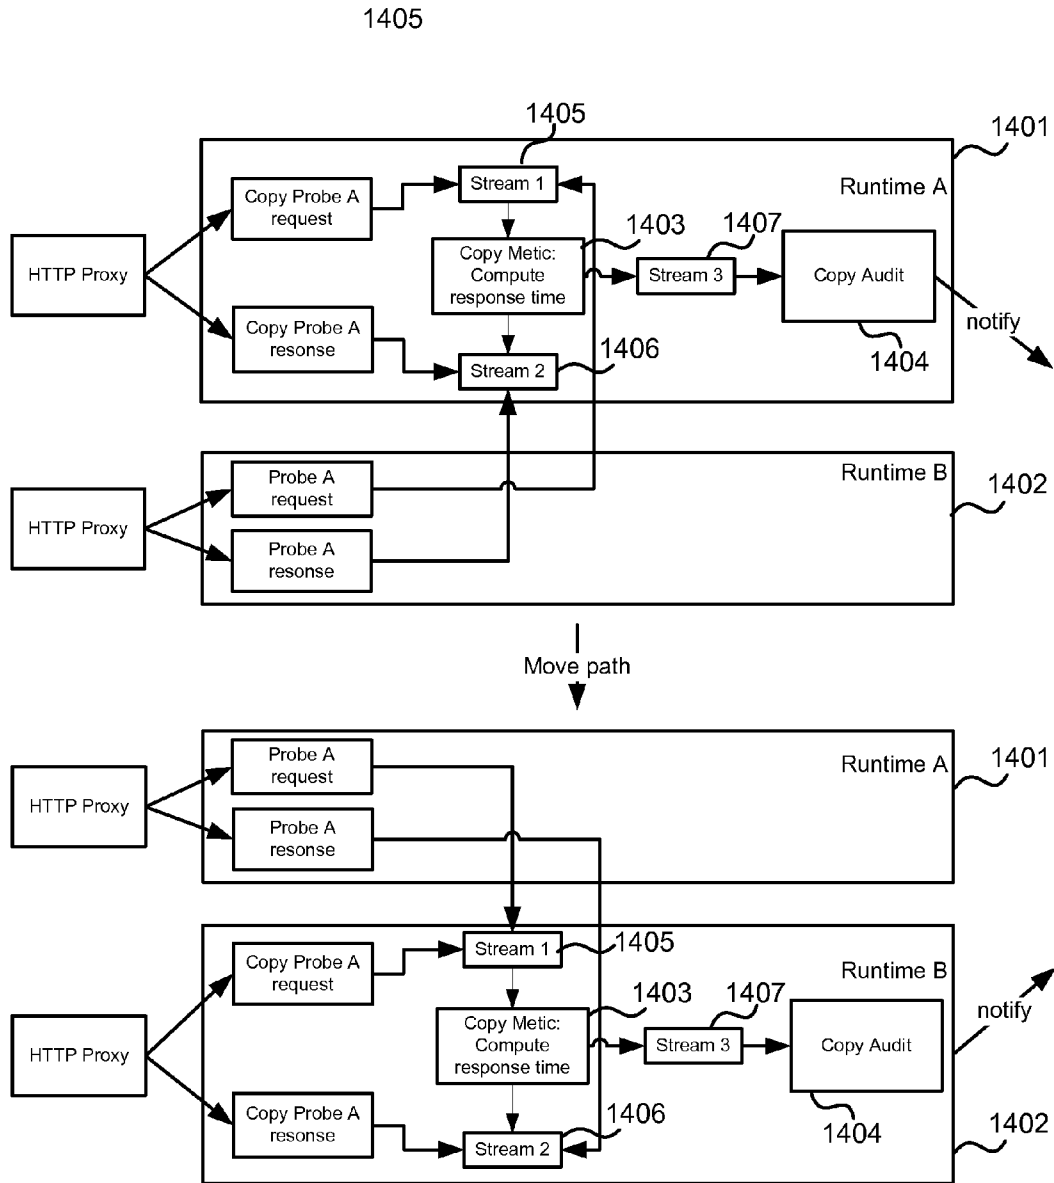 1405
1405
1401
Runtime A
Copy Probe A
request
Stream 1
1403
1407
HTTP Proxy
Copy Metic:
Compute
response time
Stream 3
Copy Audit
notify
Copy Probe A
resonse
Stream 2
1406
1404
Runtime B
1402
HTTP Proxy
Probe A
request
Probe A
resonse
Move path
Runtime A
1401
HTTP Proxy
Probe A
request
Probe A
resonse
Stream 1
1405
Runtime B
Copy Probe A
request
1403
1407
notify
HTTP Proxy
Copy Metic:
Compute
response time
Stream 3
Copy Audit
Copy Probe A
resonse
Stream 2
1406
1404
1402